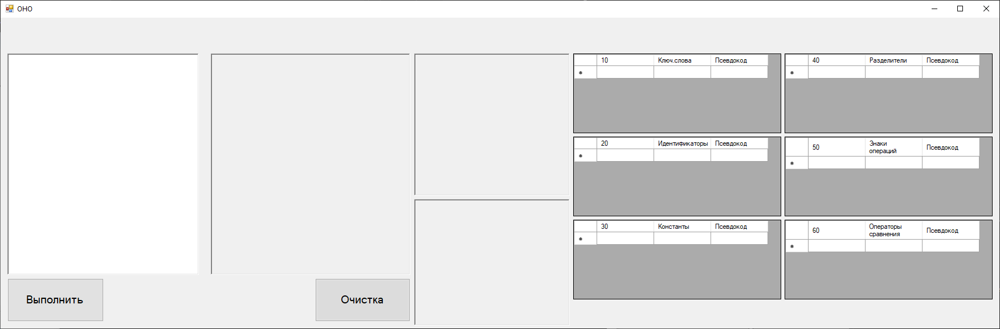 ОНО
10 Ключ.слова Псевдокод
40 Разделители Псевдокод
20 Идентификаторы Псевдокод
50 Знаки
операций Псевдокод
30 Константы Псевдокод
60 Операторы
сравнения Псевдокод
Выполнить
Очистка